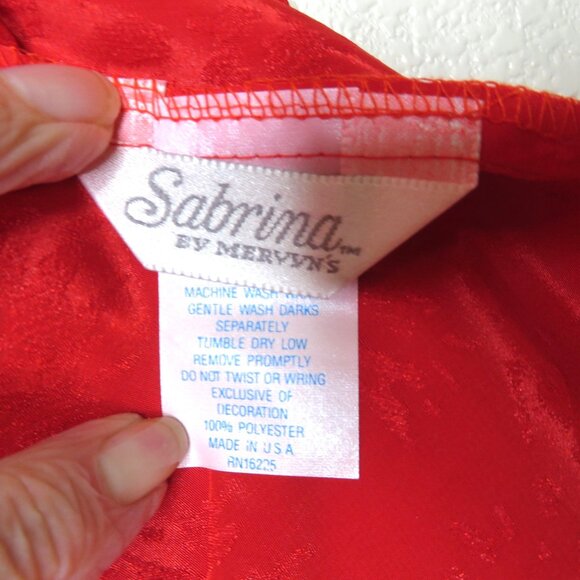 Sabrina™
BY MERVYN'S
MACHINE WASH
GENTLE WASH DARKS
SEPARATELY
TUMBLE DRY LOW
REMOVE PROMPTLY
DO NOT TWIST OR WRING
EXCLUSIVE OF
DECORATION
100% POLYESTER
MADE IN U S A
RN16225